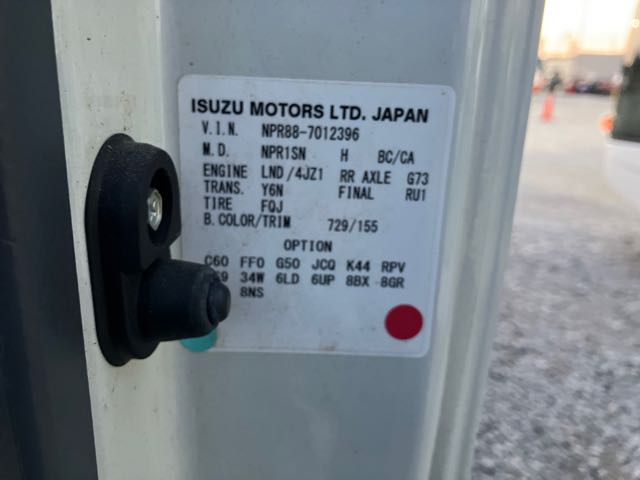 ISUZU MOTORS LTD. JAPAN
V.I.N. NPR88-7012396
M.D. NPR1SN H BC/CA
ENGINE LND/4JZ1 RR AXLE G73
TRANS. Y6N FINAL RU1
TIRE FQJ
B.COLOR/TRIM 729/155
OPTION
C60 FF0 G50 JCQ K44 RPV
34W 6LD 6UP 8BX 8GR
8NS